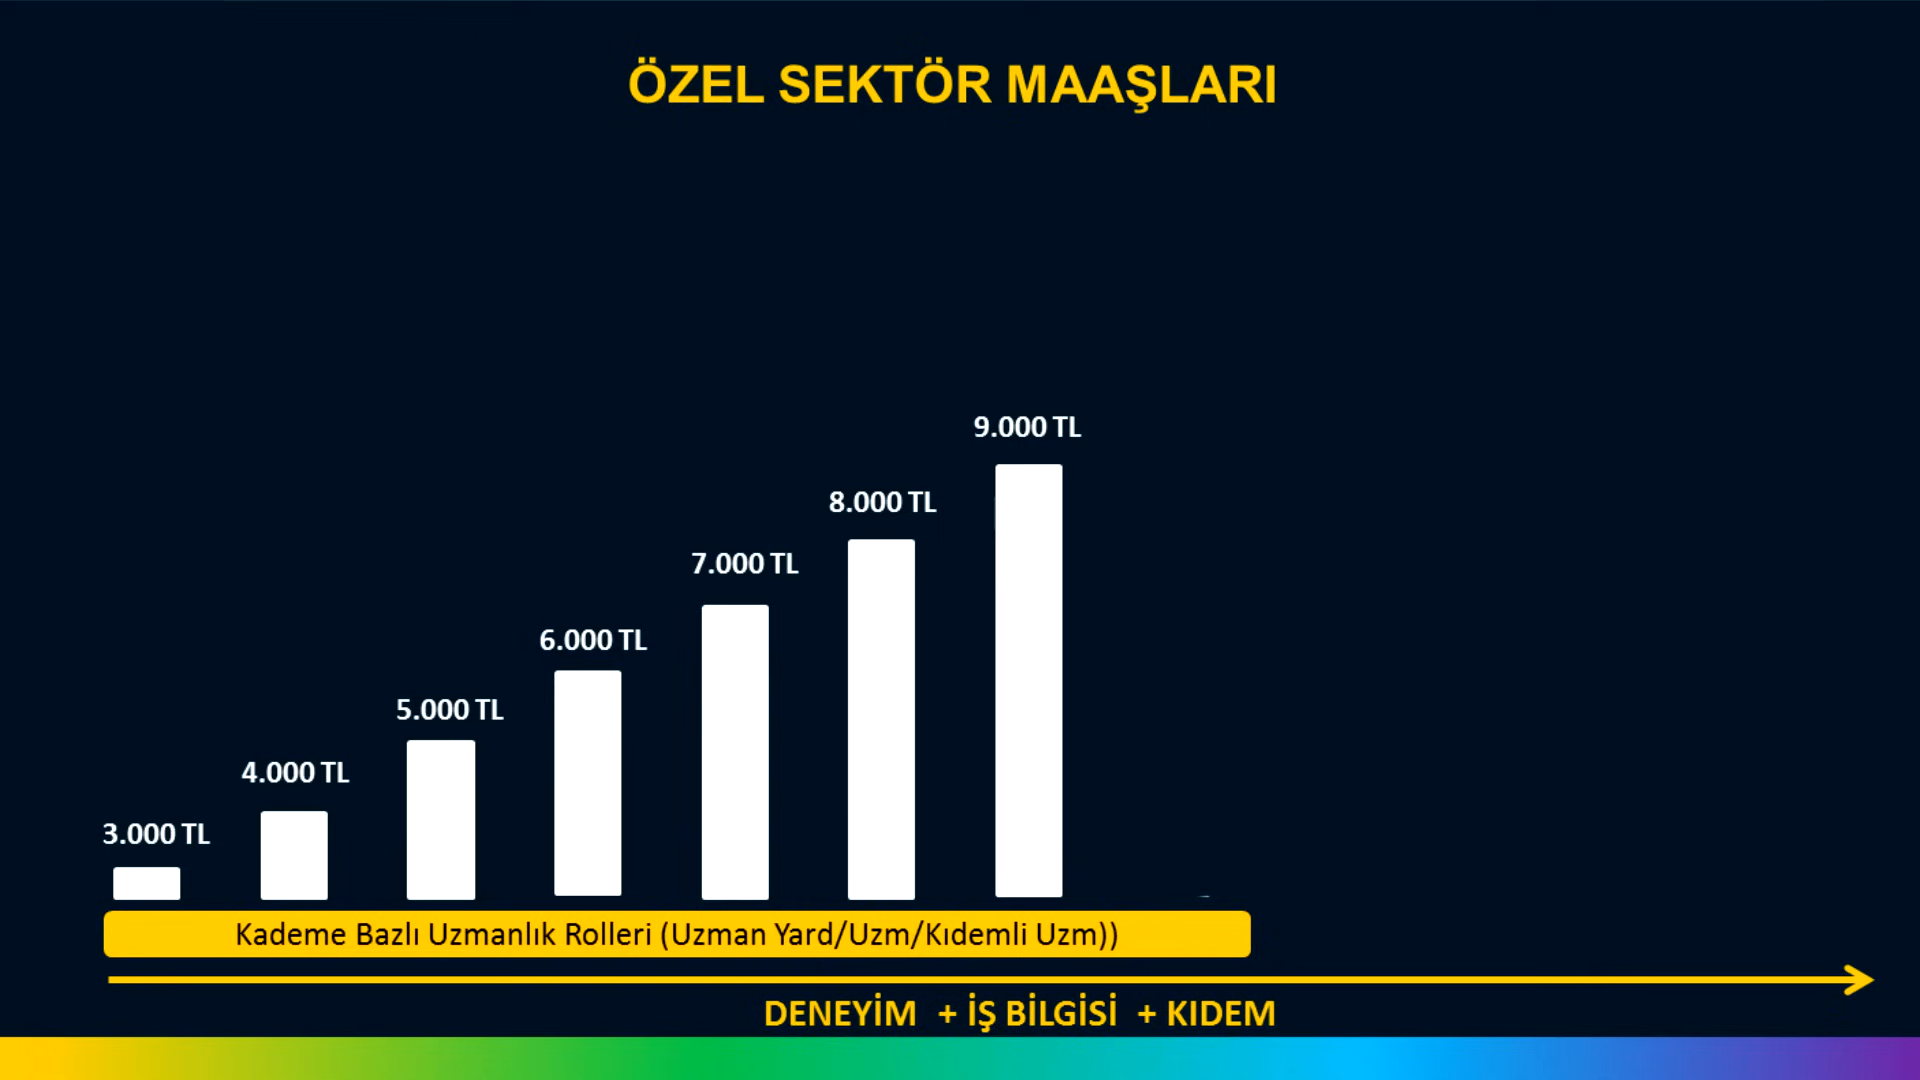 ÖZEL SEKTÖR MAAŞLARI
3.000 TL
4.000 TL
5.000 TL
6.000 TL
7.000 TL
8.000 TL
9.000 TL
Kademe Bazlı Uzmanlık Rolleri (Uzman Yard/Uzm/Kıdemli Uzm))
DENEYİM + İŞ BİLGİSİ + KIDEM